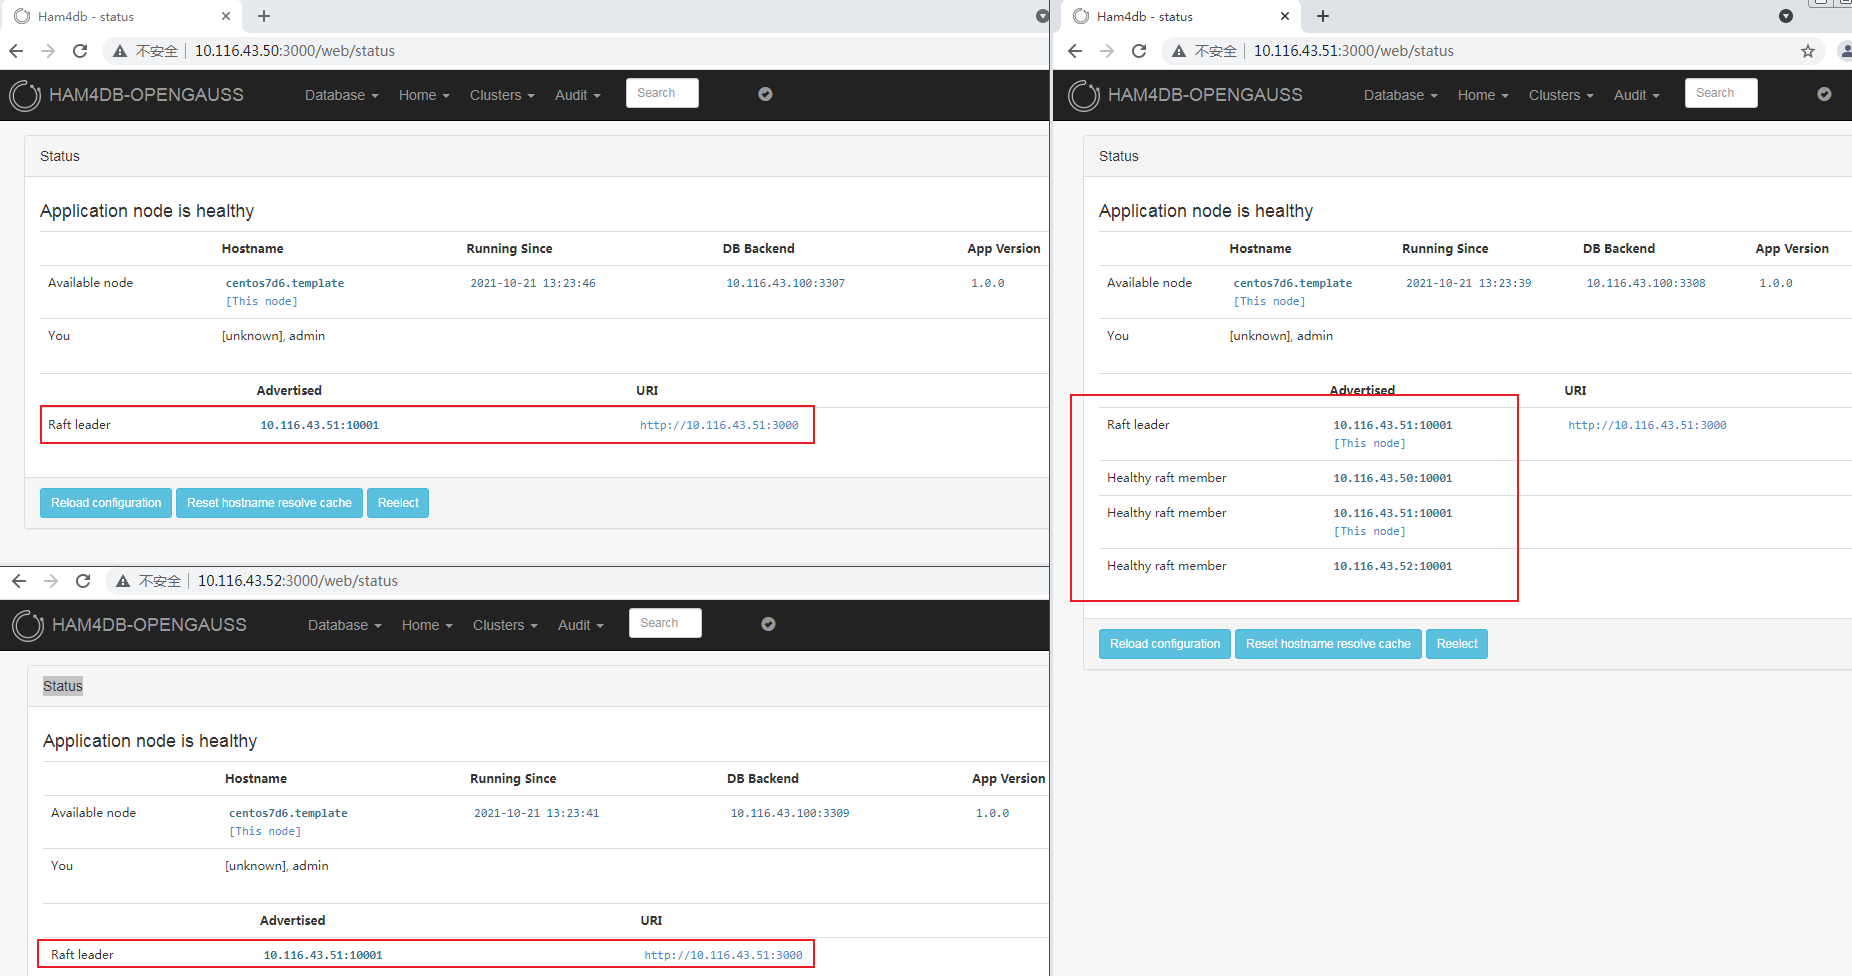 Ham4db - status
不安全 10.116.43.50:3000/web/status
HAM4DB-OPENGAUSS Database Home Clusters Audit Search
Status
Application node is healthy
Hostname Running Since DB Backend App Version
Available node centos7d6.template 2021-10-21 13:23:46 10.116.43.100:3307 1.0.0
[This node]
You [unknown], admin
Advertised URI
Raft leader 10.116.43.51:10001 http://10.116.43.51:3000
Reload configuration Reset hostname resolve cache Reelect
不安全 10.116.43.52:3000/web/status
HAM4DB-OPENGAUSS Database Home Clusters Audit Search
Status
Application node is healthy
Hostname Running Since DB Backend App Version
Available node centos7d6.template 2021-10-21 13:23:41 10.116.43.100:3309 1.0.0
[This node]
You [unknown], admin
Advertised URI
Raft leader 10.116.43.51:10001 http://10.116.43.51:3000
Ham4db - status
不安全 10.116.43.51:3000/web/status
HAM4DB-OPENGAUSS Database Home Clusters Audit Search
Status
Application node is healthy
Hostname Running Since DB Backend App Version
Available node centos7d6.template 2021-10-21 13:23:39 10.116.43.100:3308 1.0.0
[This node]
You [unknown], admin
Advertised URI
Raft leader 10.116.43.51:10001 http://10.116.43.51:3000
[This node]
Healthy raft member 10.116.43.50:10001
Healthy raft member 10.116.43.51:10001
[This node]
Healthy raft member 10.116.43.52:10001
Reload configuration Reset hostname resolve cache Reelect